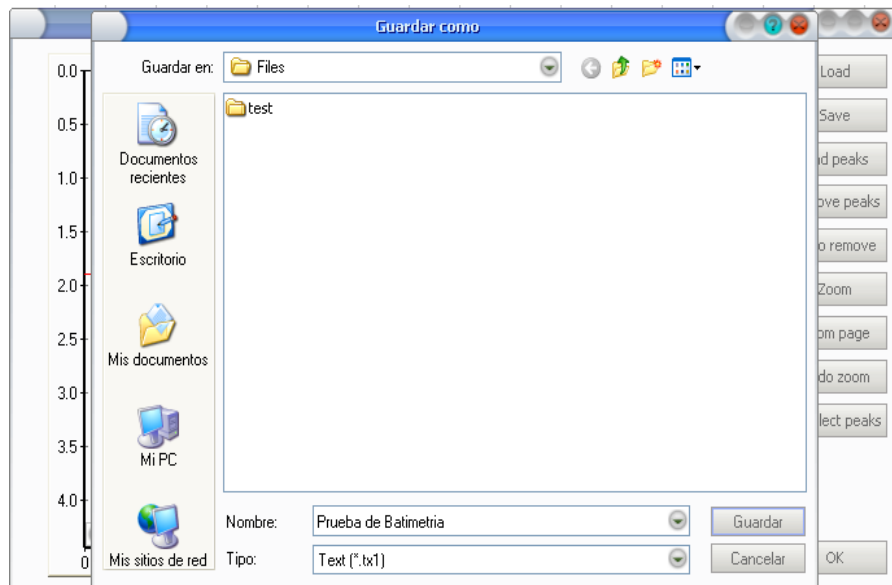 Guardar como
Guardar en: Files
0.0
0.5
1.0
1.5
2.0
2.5
3.0
3.5
4.0
0
Documentos
recientes
Escritorio
Mis documentos
Mi PC
Mis sitios de red
test
Nombre: Prueba de Batimetria
Guardar
Tipo: Text (*.tx1)
Cancelar
Load
Save
d peaks
ove peaks
o remove
Zoom
om page
do zoom
lect peaks
OK